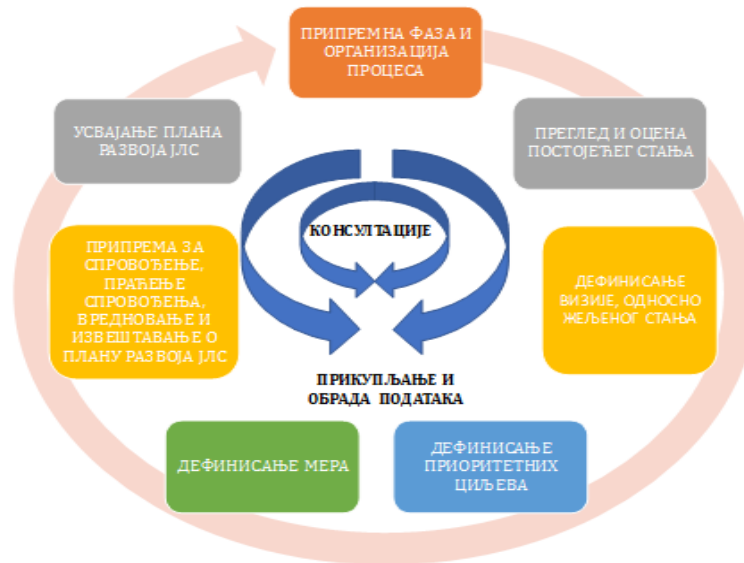 ПРИПРЕМНА ФАЗА И
ОРГАНИЗАЦИЈА
ПРОЦЕСА
ПРЕГЛЕД И ОЦЕНА
ПОСТОЈЕЋЕГ СТАЊА
ДЕФИНИСАЊЕ
ВИЗИЈЕ, ОДНОСНО
ЖЕЉЕНОГ СТАЊА
ДЕФИНИСАЊЕ
ПРИОРИТЕТНИХ
ЦИЉЕВА
ДЕФИНИСАЊЕ МЕРА
ПРИПРЕМА ЗА
СПРОВОЂЕЊЕ,
ПРАЋЕЊЕ
СПРОВОЂЕЊА,
ВРЕДНОВАЊЕ И
ИЗВЕШТАВАЊЕ О
ПЛАНУ РАЗВОЈА ЈЛС
УСВАЈАЊЕ ПЛАНА
РАЗВОЈА ЈЛС
КОНСУЛТАЦИЈЕ
ПРИКУПЉАЊЕ И
ОБРАДА ПОДАТАКА